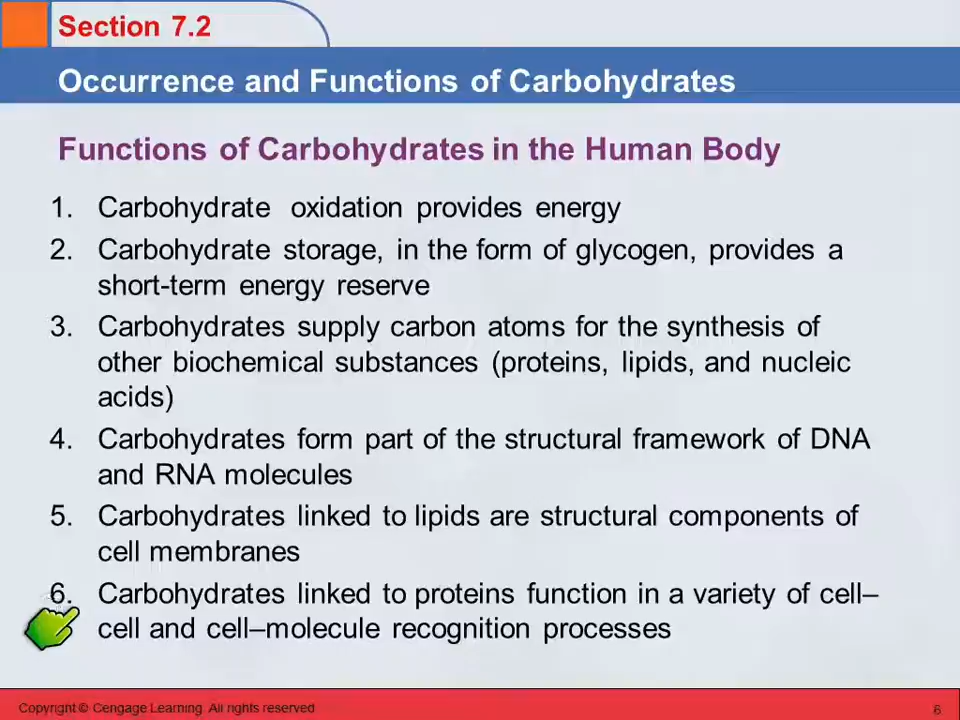 Section 7.2
Occurrence and Functions of Carbohydrates
Functions of Carbohydrates in the Human Body
1. Carbohydrate oxidation provides energy
2. Carbohydrate storage, in the form of glycogen, provides a
short-term energy reserve
3. Carbohydrates supply carbon atoms for the synthesis of
other biochemical substances (proteins, lipids, and nucleic
acids)
4. Carbohydrates form part of the structural framework of DNA
and RNA molecules
5. Carbohydrates linked to lipids are structural components of
cell membranes
6. Carbohydrates linked to proteins function in a variety of cell–
cell and cell–molecule recognition processes
Copyright © Cengage Learning. All rights reserved
6